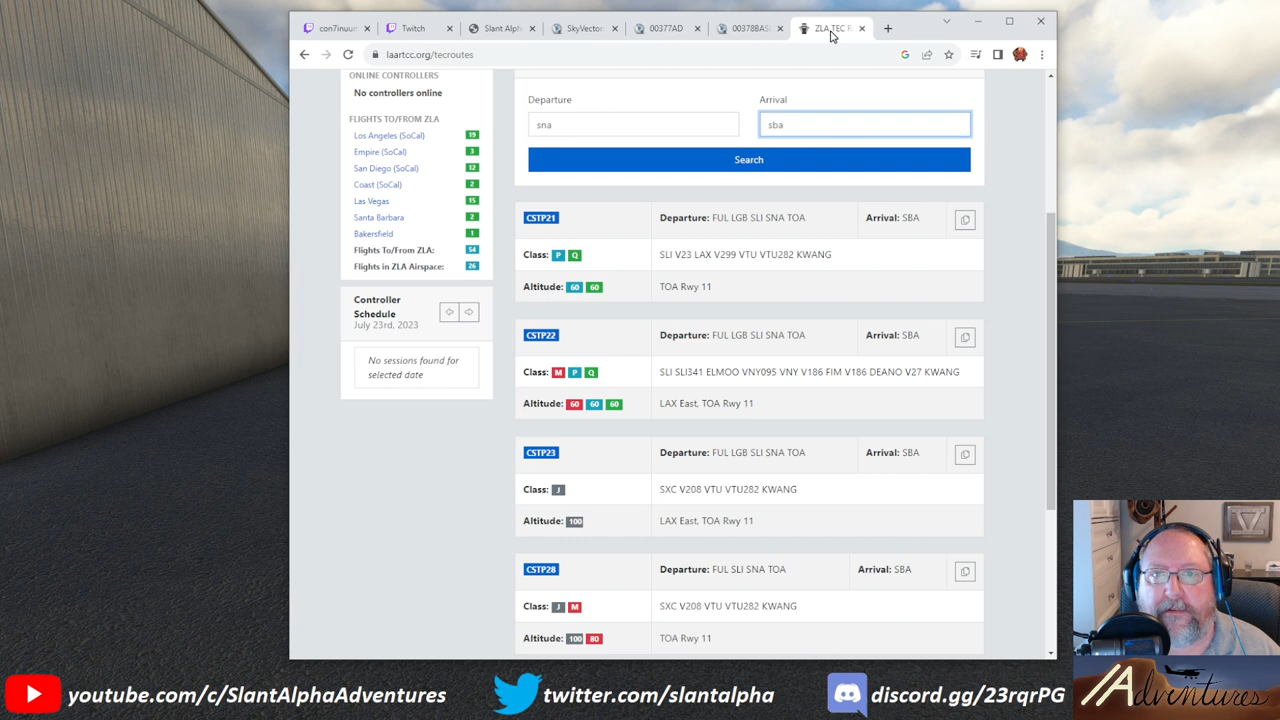 con7inuum
Twitch
Slant Alph
SkyVector
00377AD
00378BAS
ZLA TEC R
laartcc.org/tecroutes
ONLINE CONTROLLERS
No controllers online
FLIGHTS TO/FROM ZLA
Los Angeles (SoCal) 19
Empire (SoCal) 3
San Diego (SoCal) 12
Coast (SoCal) 2
Las Vegas 15
Santa Barbara 2
Bakersfield 1
Flights To/From ZLA: 54
Flights in ZLA Airspace: 26
Controller
Schedule
July 23rd, 2023
No sessions found for
selected date
Departure Arrival
sna sba
Search
CSTP21 Departure: FUL LGB SLI SNA TOA Arrival: SBA
Class: P Q SLI V23 LAX V299 VTU VTU282 KWANG
Altitude: 60 60 TOA Rwy 11
CSTP22 Departure: FUL LGB SLI SNA TOA Arrival: SBA
Class: M P Q SLI SLI341 ELMOO VNY095 VNY V186 FIM V186 DEANO V27 KWANG
Altitude: 60 60 60 LAX East, TOA Rwy 11
CSTP23 Departure: FUL LGB SLI SNA TOA Arrival: SBA
Class: J SXC V208 VTU VTU282 KWANG
Altitude: 100 LAX East, TOA Rwy 11
CSTP28 Departure: FUL SLI SNA TOA Arrival: SBA
Class: J M SXC V208 VTU VTU282 KWANG
Altitude: 100 80 TOA Rwy 11
youtube.com/c/SlantAlphaAdventures
twitter.com/slantalpha
discord.gg/23rqrPG
Adventures